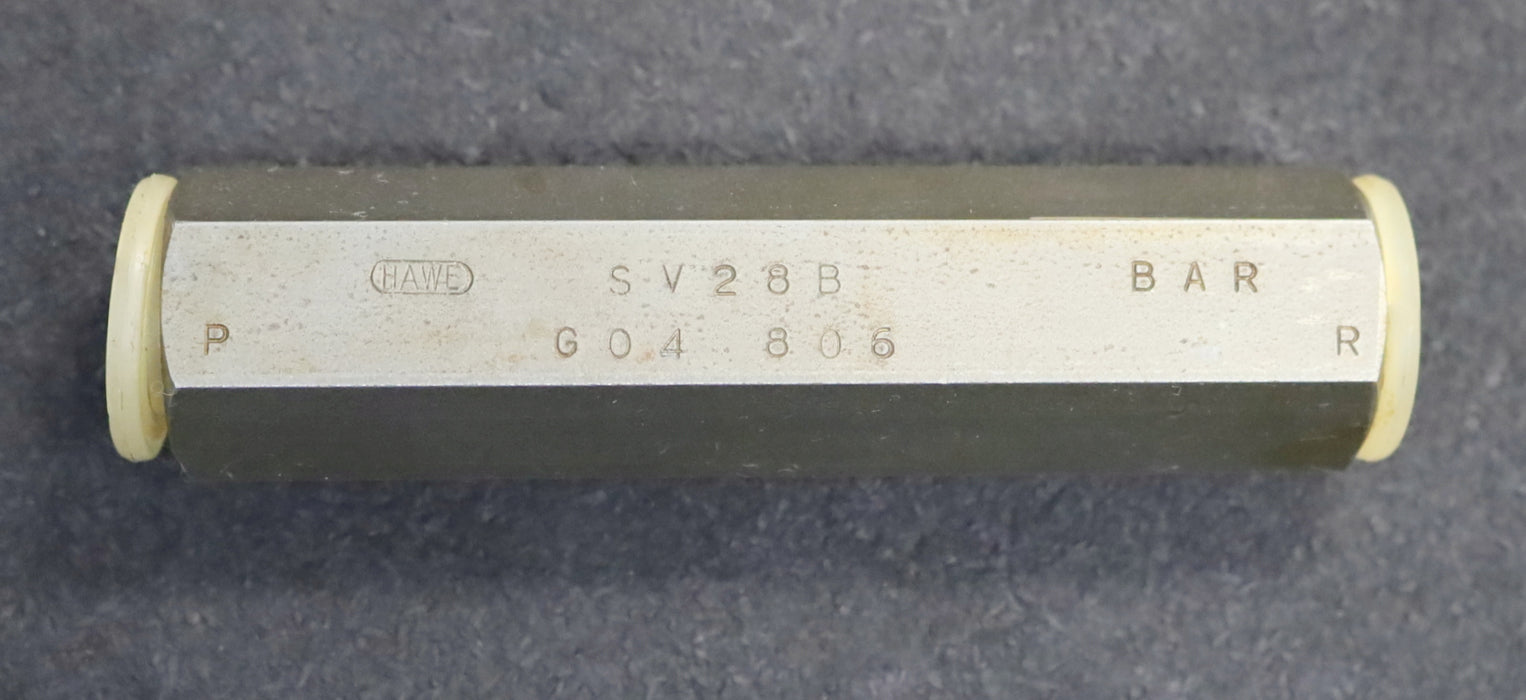 HAWE SV28B BAR
P G04 806 R